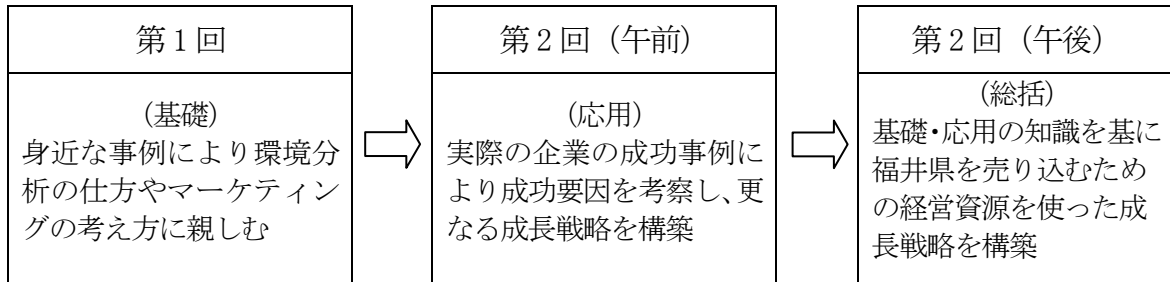 第1回
(基礎)
身近な事例により環境分
析の仕方やマーケティン
グの考え方に親しむ
第2回(午前)
(応用)
実際の企業の成功事例に
より成功要因を考察し、更
なる成長戦略を構築
第2回(午後)
(総括)
基礎・応用の知識を基に
福井県を売り込むため
の経営資源を使った成
長戦略を構築